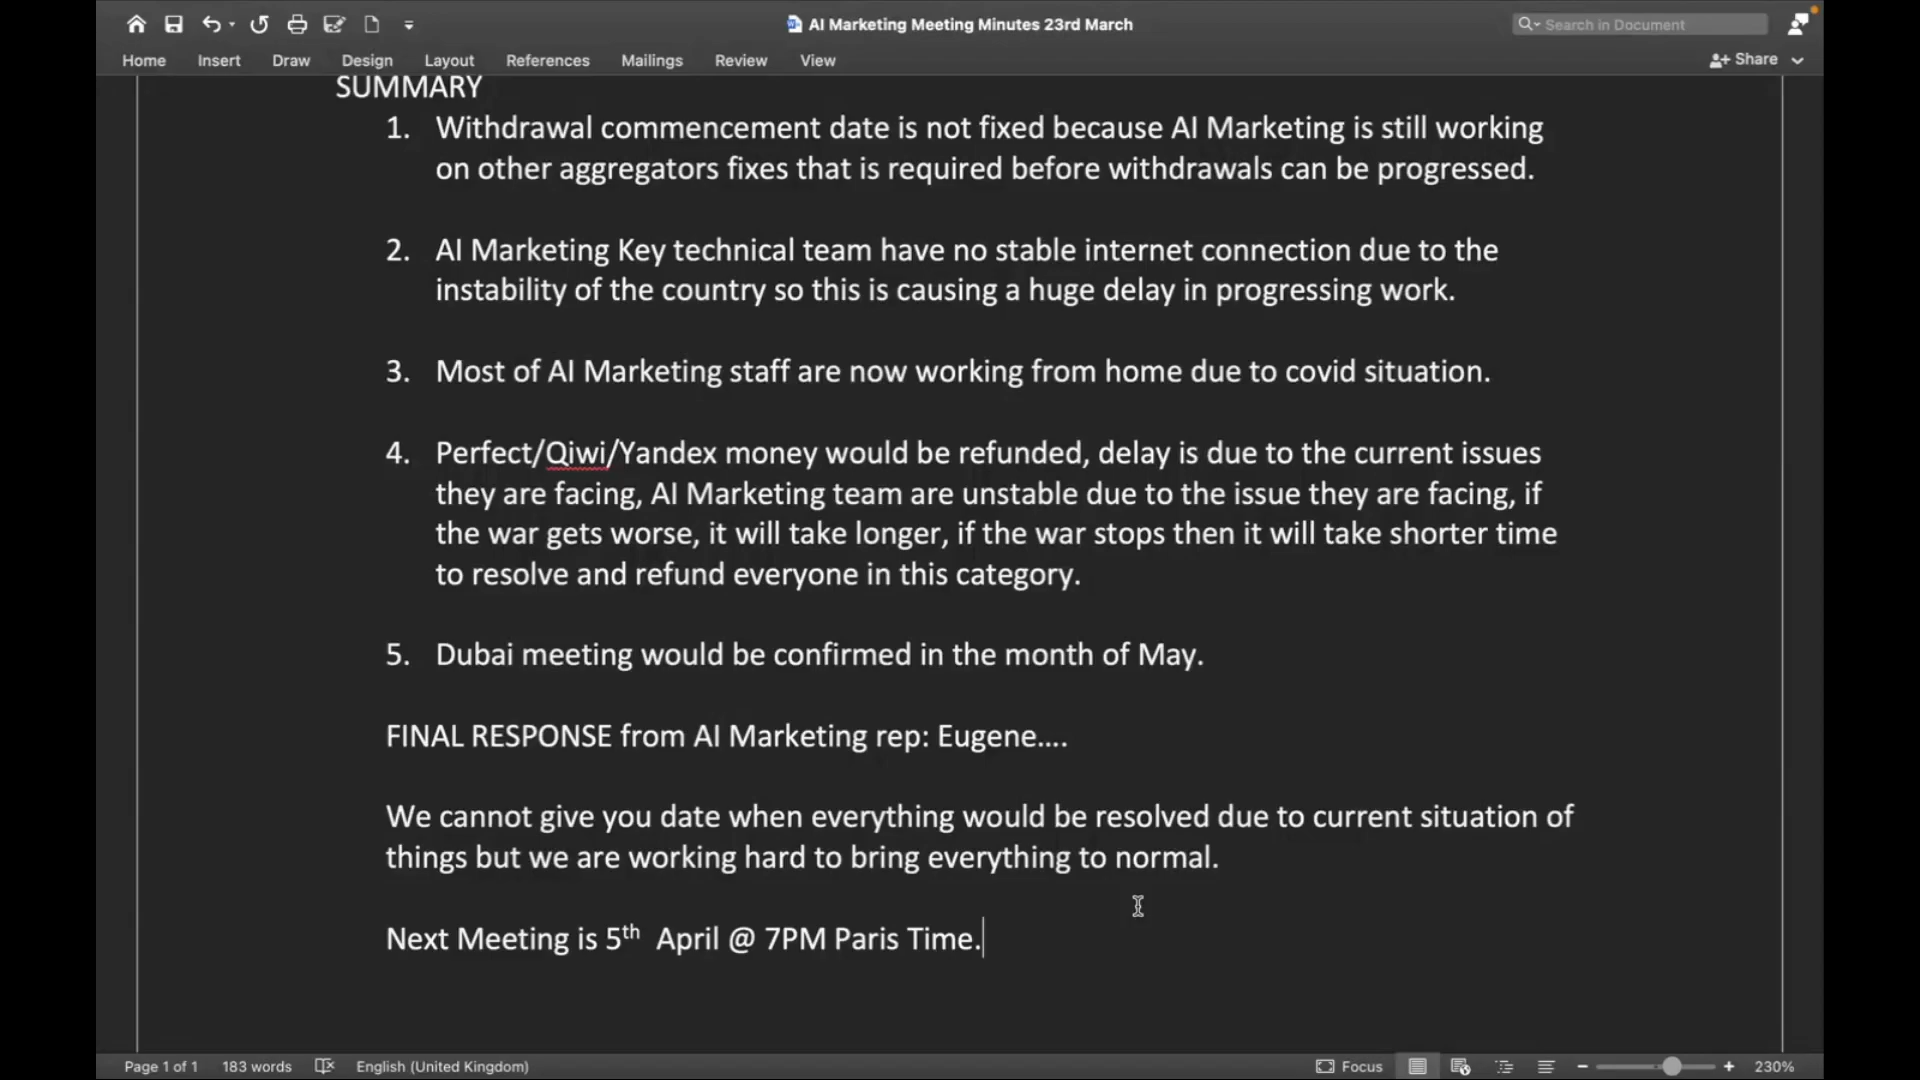 AI Marketing Meeting Minutes 23rd March
Search in Document
Home Insert Draw Design Layout References Mailings Review View Share
SUMMARY
1. Withdrawal commencement date is not fixed because AI Marketing is still working
on other aggregators fixes that is required before withdrawals can be progressed.
2. AI Marketing Key technical team have no stable internet connection due to the
instability of the country so this is causing a huge delay in progressing work.
3. Most of AI Marketing staff are now working from home due to covid situation.
4. Perfect/Qiwi/Yandex money would be refunded, delay is due to the current issues
they are facing, AI Marketing team are unstable due to the issue they are facing, if
the war gets worse, it will take longer, if the war stops then it will take shorter time
to resolve and refund everyone in this category.
5. Dubai meeting would be confirmed in the month of May.
FINAL RESPONSE from AI Marketing rep: Eugene....
We cannot give you date when everything would be resolved due to current situation of
things but we are working hard to bring everything to normal.
Next Meeting is 5th April @ 7PM Paris Time.
Page 1 of 1 183 words English (United Kingdom) Focus 230%